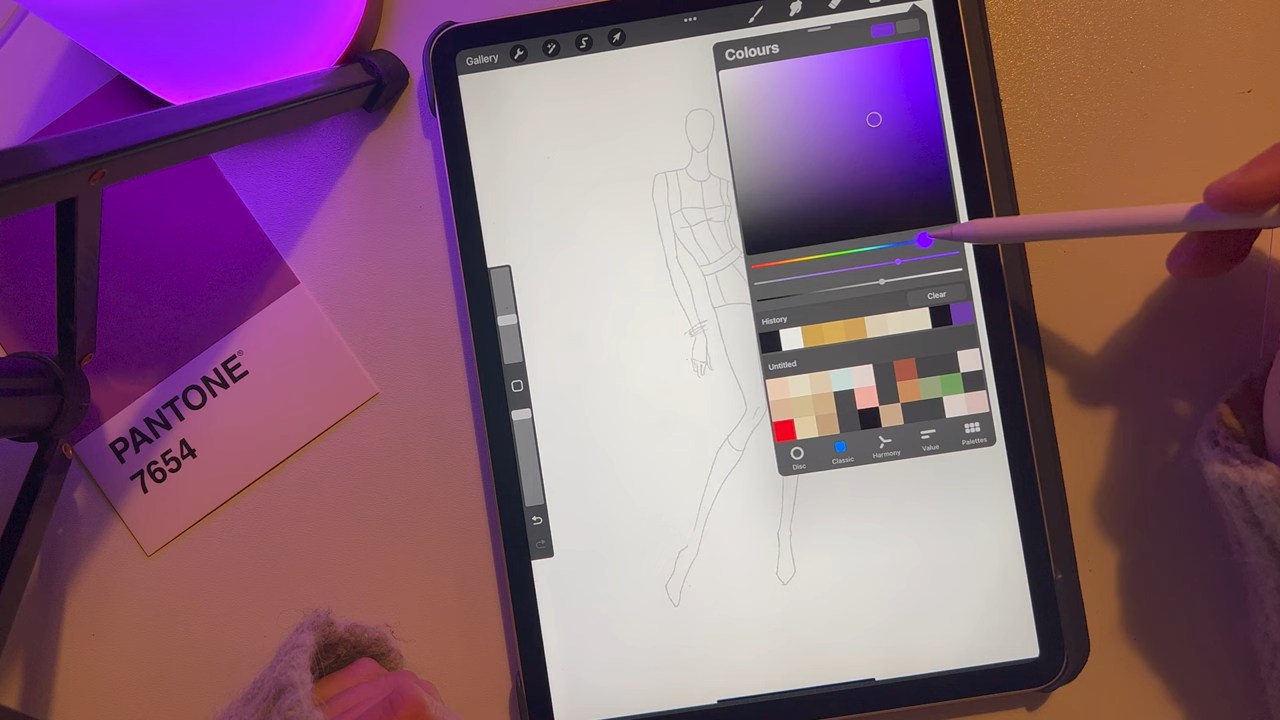 Gallery
Colours
Clear
History
Untitled
Disc
Classic
Harmony
Value
Palettes
PANTONE®
7654